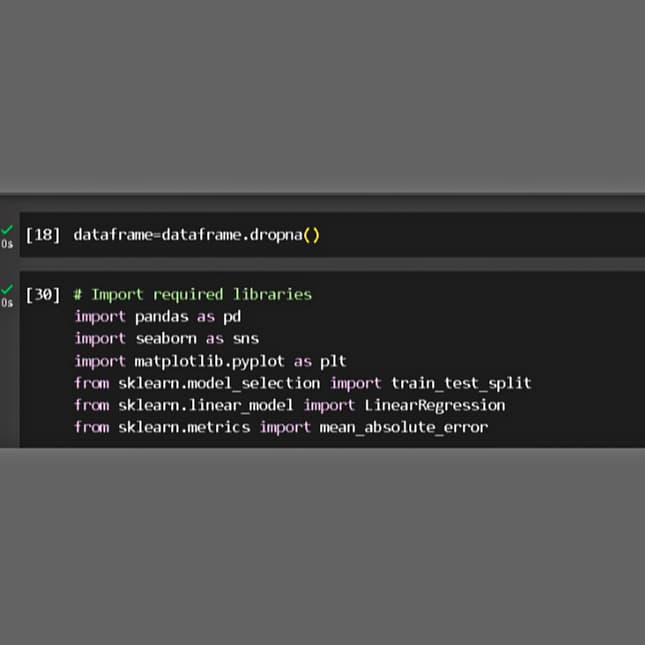 [18] dataframe=dataframe.dropna()
0s
[30] # Import required libraries
0s
import pandas as pd
import seaborn as sns
import matplotlib.pyplot as plt
from sklearn.model_selection import train_test_split
from sklearn.linear_model import LinearRegression
from sklearn.metrics import mean_absolute_error